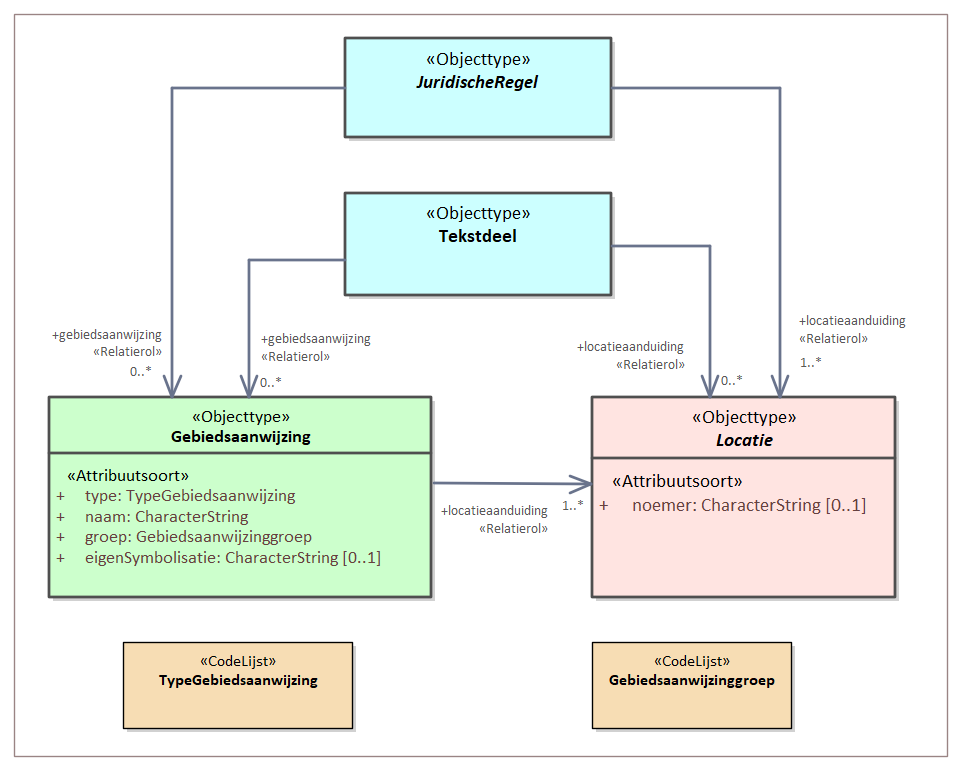 «Objecttype»
JuridischeRegel
«Objecttype»
Tekstdeel
+gebiedsaanwijzing
«Relatierol»
0..*
+gebiedsaanwijzing
«Relatierol»
0..*
+locatieaanduiding
«Relatierol»
0..*
+locatieaanduiding
«Relatierol»
1..*
«Objecttype»
Gebiedsaanwijzing
«Attribuutsoort»
+ type: TypeGebiedsaanwijzing
+ naam: CharacterString
+ groep: Gebiedsaanwijzinggroep
+ eigenSymbolisatie: CharacterString [0..1]
+locatieaanduiding
«Relatierol»
1..*
«Objecttype»
Locatie
«Attribuutsoort»
+ noemer: CharacterString [0..1]
«CodeLijst»
TypeGebiedsaanwijzing
«CodeLijst»
Gebiedsaanwijzinggroep